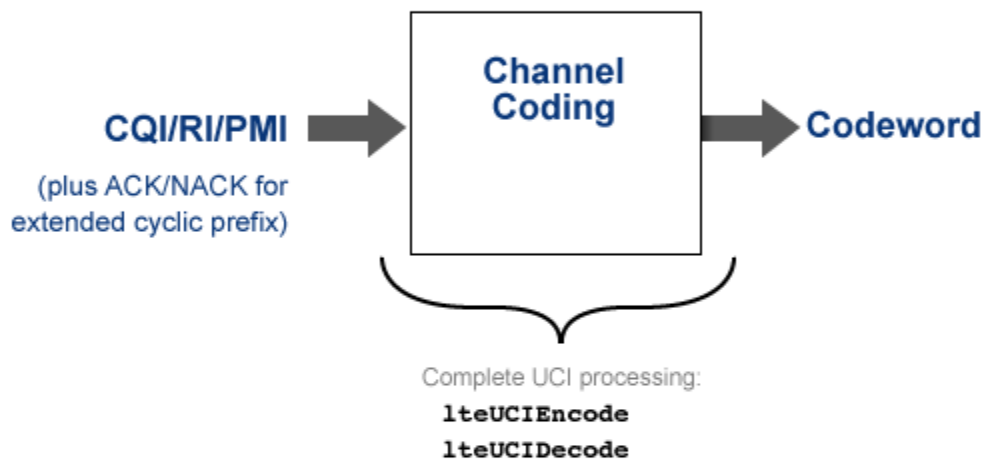 Channel
Coding
CQI/RI/PMI
Codeword
(plus ACK/NACK for
extended cyclic prefix)
Complete UCI processing:
lteUCIEncode
lteUCIDecode